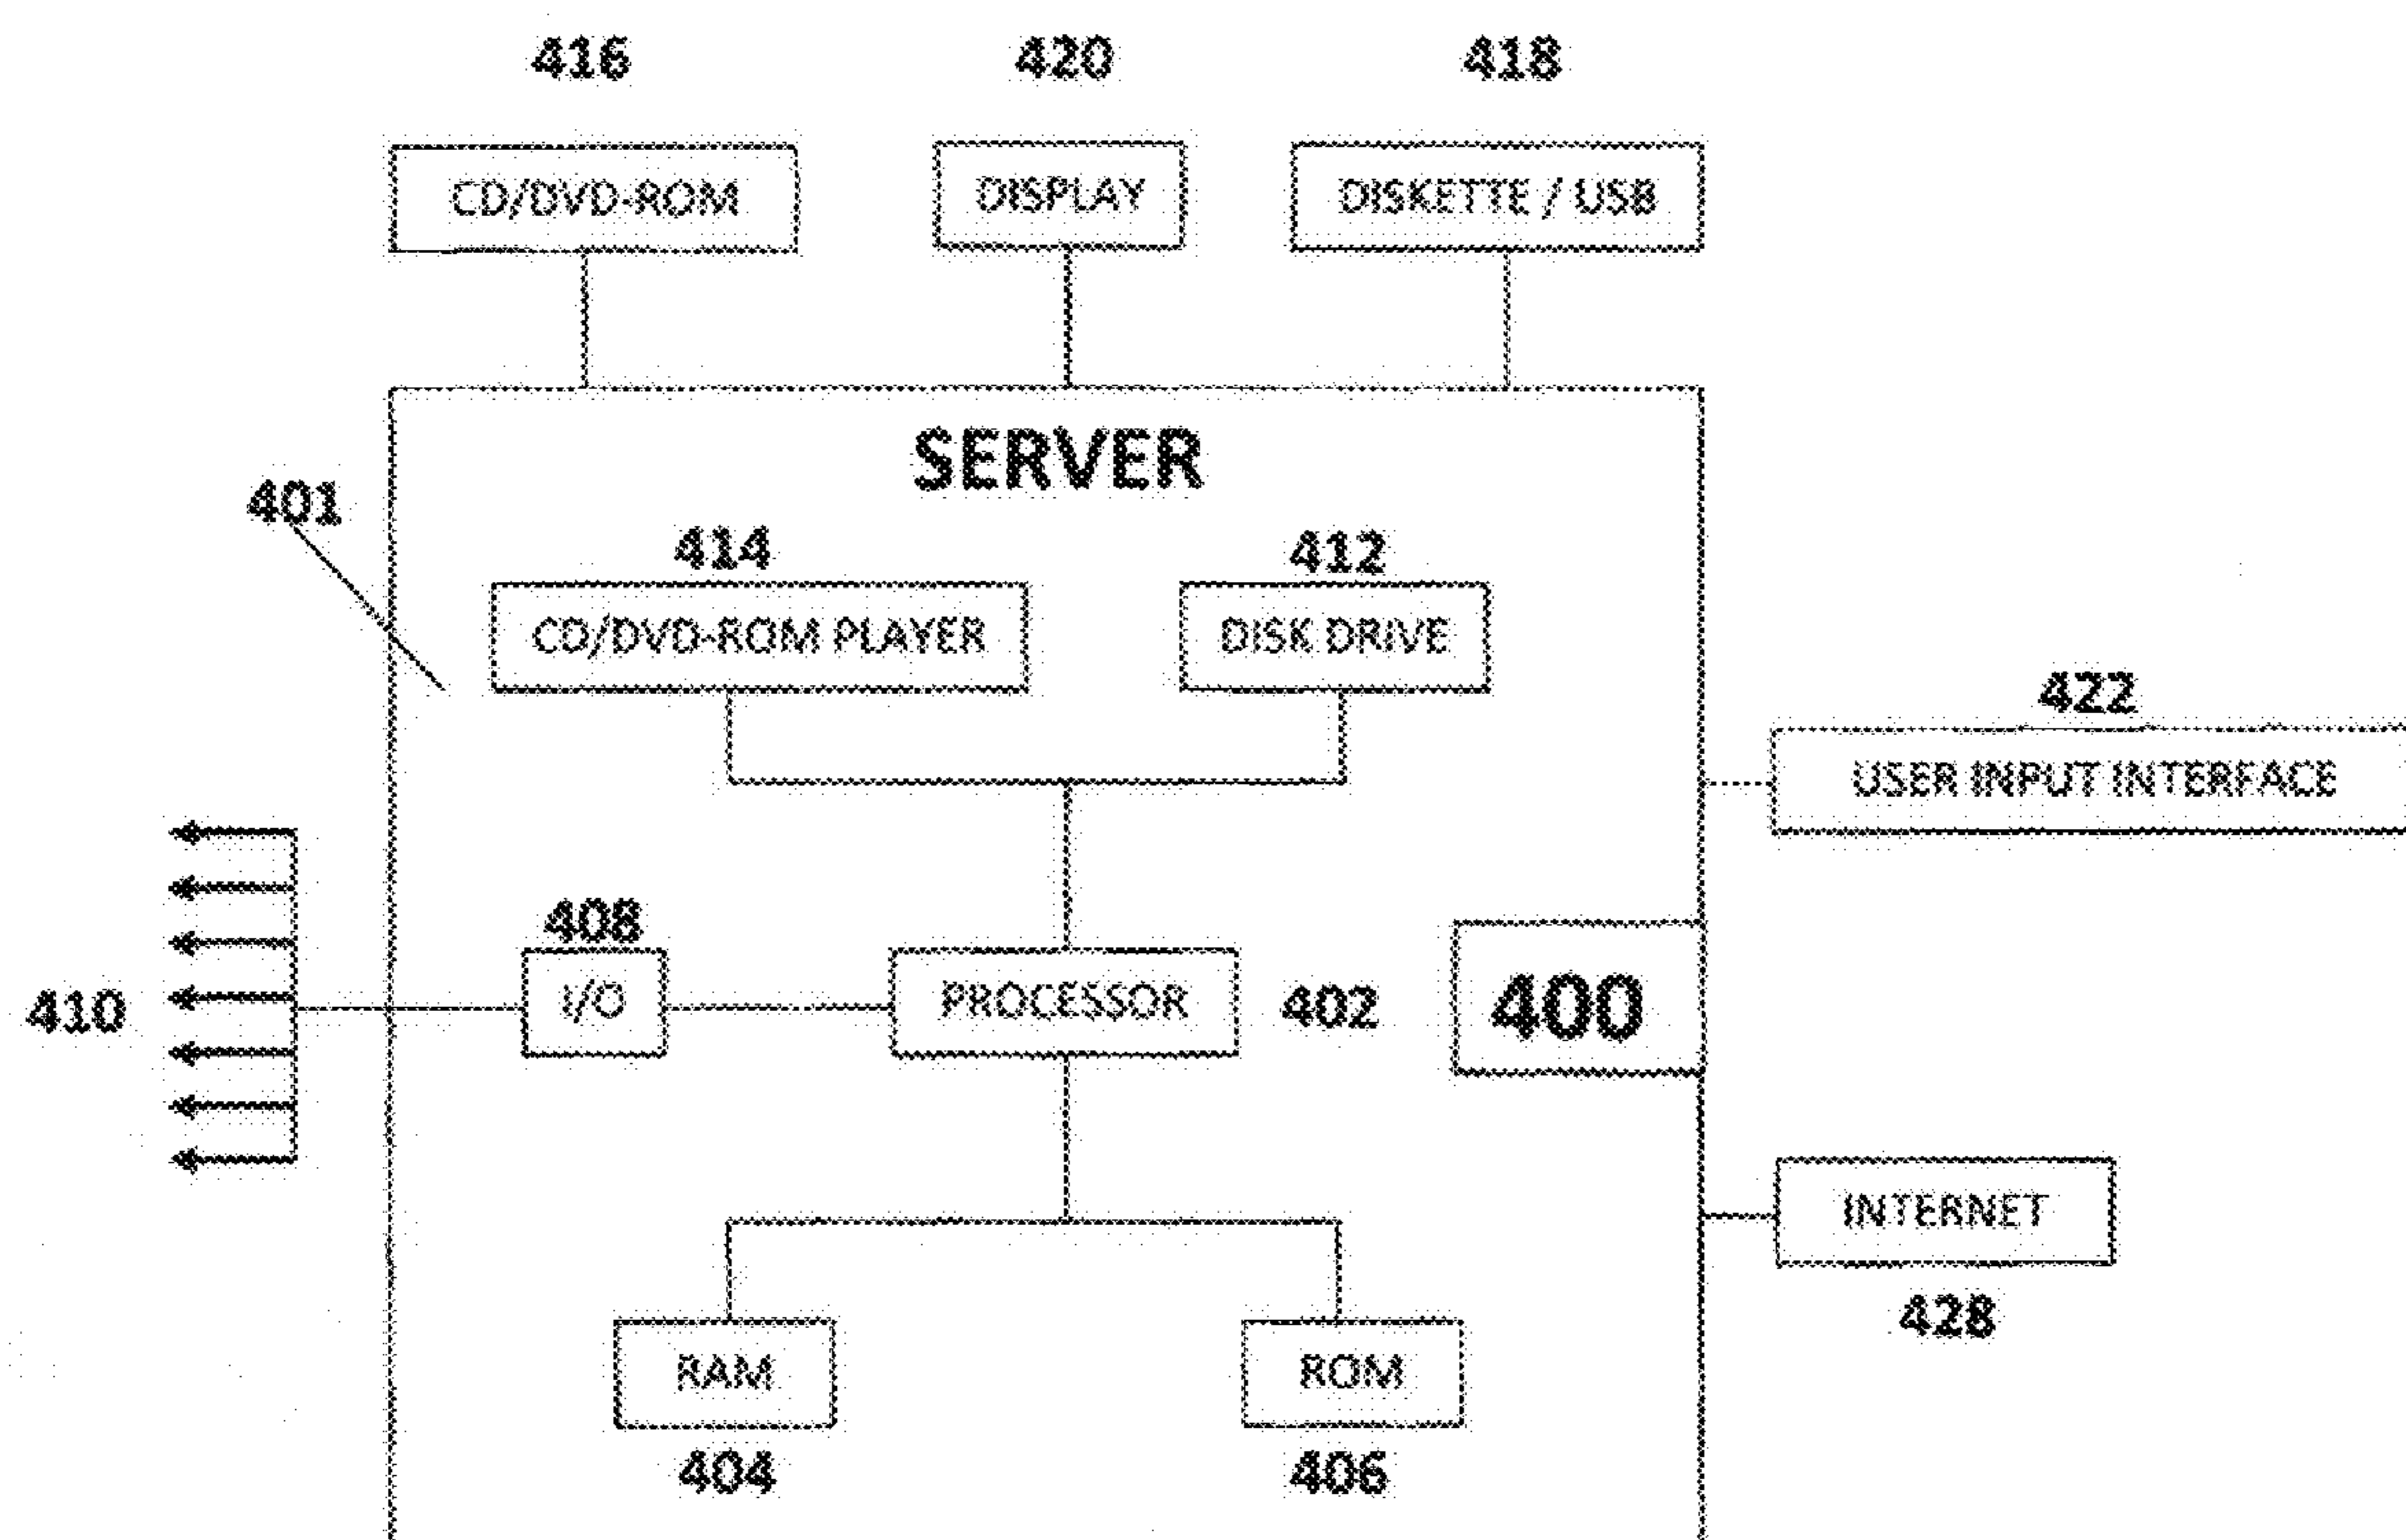 416 420 418
CD/DVD-ROM DISPLAY DISKETTE / USB
SERVER
401
414 412
CD/DVD-ROM PLAYER DISK DRIVE
422
USER INPUT INTERFACE
408
410 I/O PROCESSOR 402 400
INTERNET
428
RAM ROM
404 406